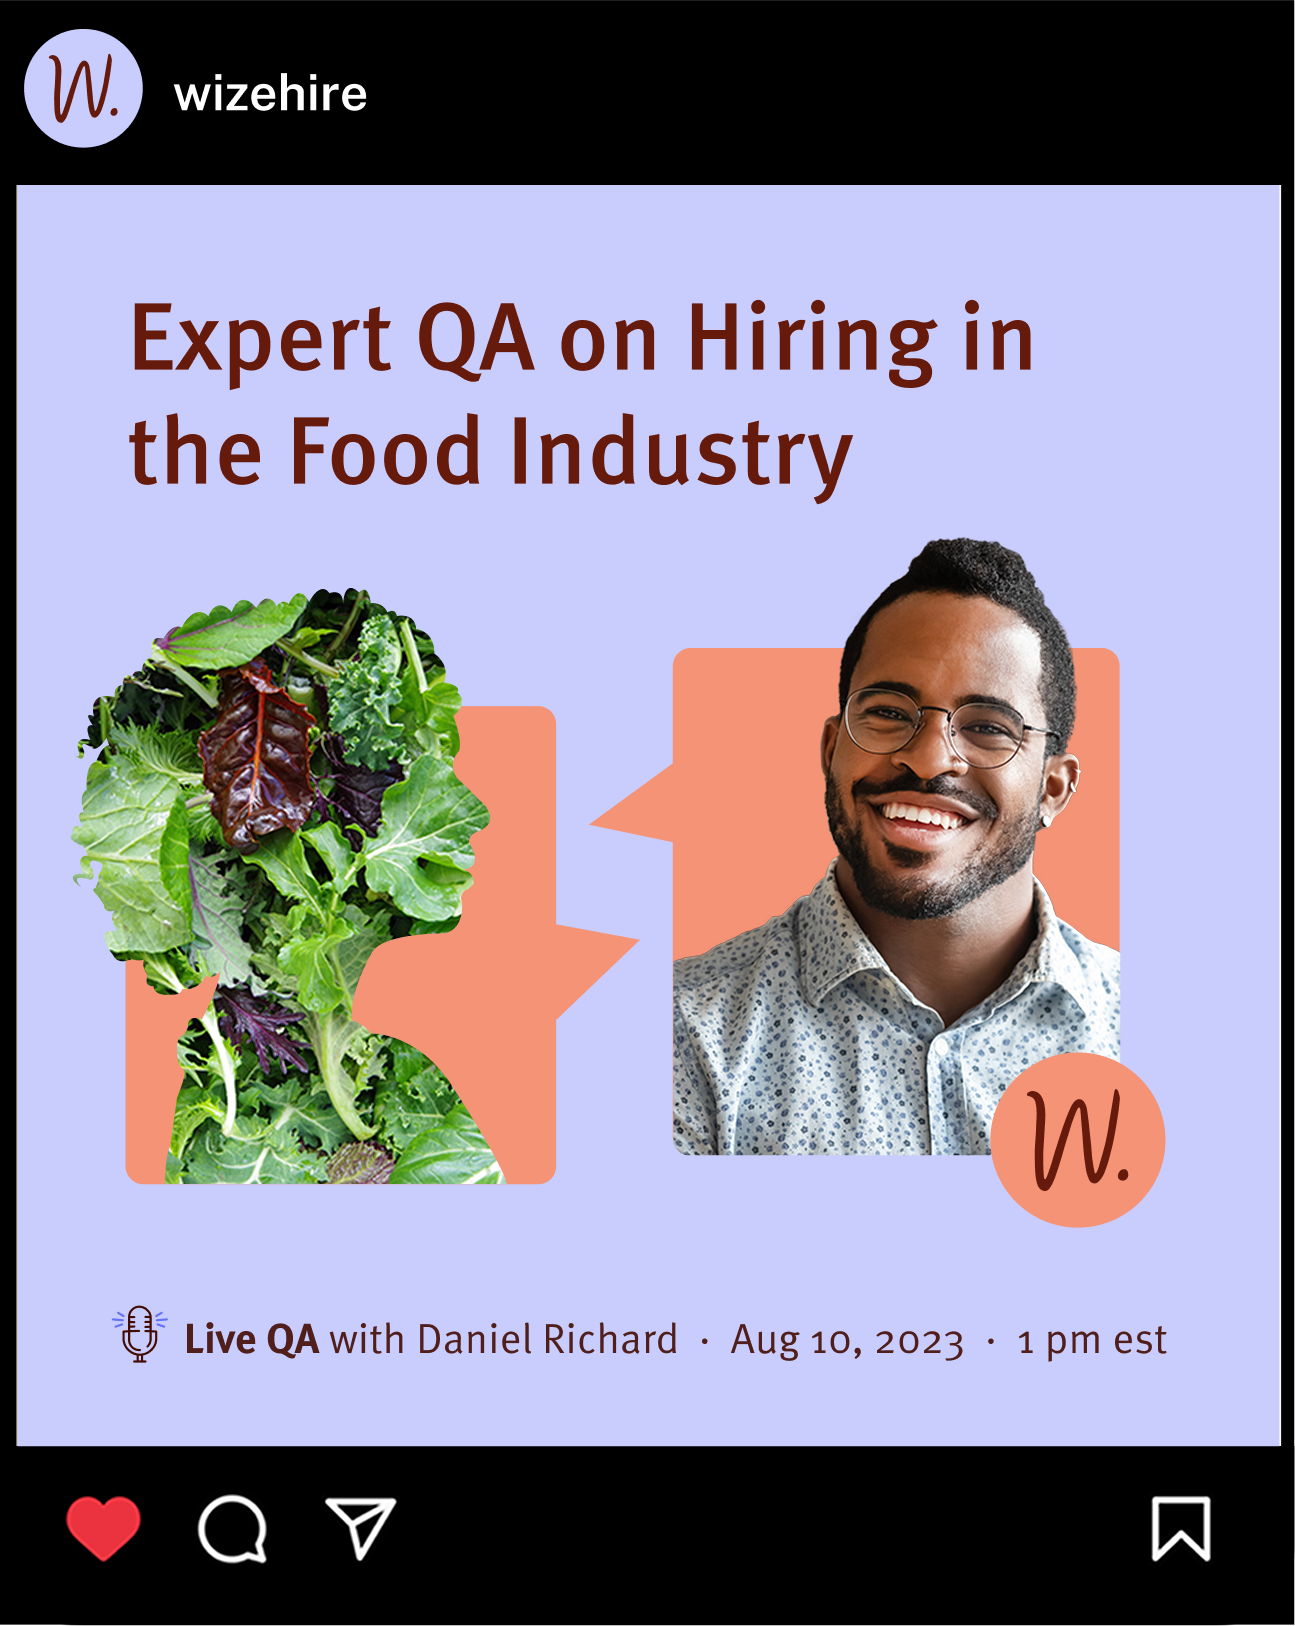 W.
wizehire
Expert QA on Hiring in
the Food Industry
W.
Live QA with Daniel Richard · Aug 10, 2023 · 1 pm est